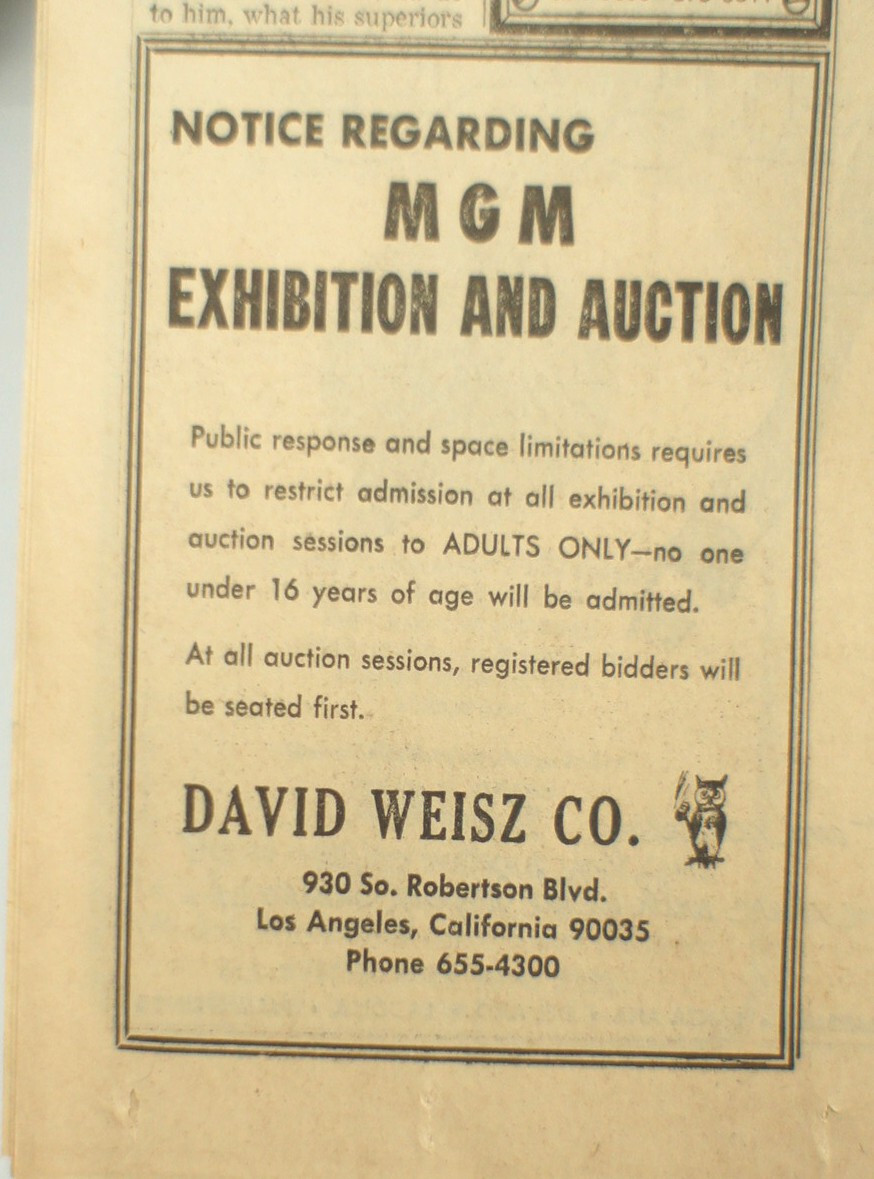 to him, what his superiors
NOTICE REGARDING
M G M
EXHIBITION AND AUCTION
Public response and space limitations requires
us to restrict admission at all exhibition and
auction sessions to ADULTS ONLY—no one
under 16 years of age will be admitted.
At all auction sessions, registered bidders will
be seated first.
DAVID WEISZ CO.
930 So. Robertson Blvd.
Los Angeles, California 90035
Phone 655-4300